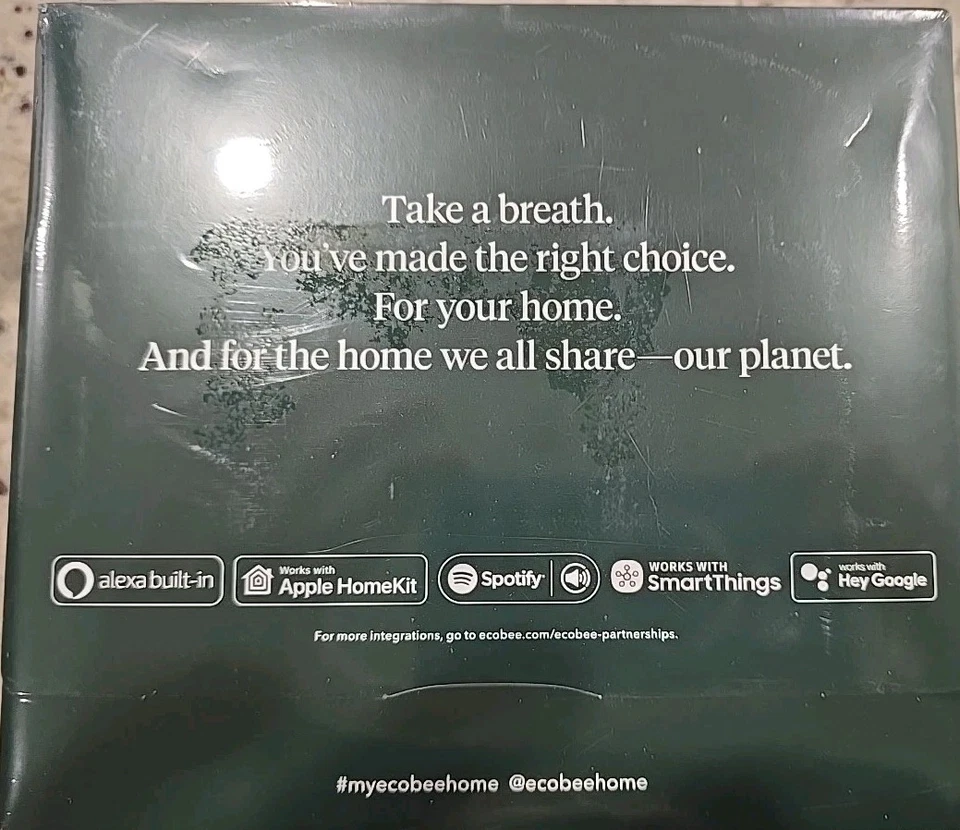 Take a breath.
You've made the right choice.
For your home.
And for the home we all share—our planet.
alexa built-in
Works with
Apple HomeKit
Spotify
WORKS WITH
SmartThings
works with
Hey Google
For more integrations, go to ecobee.com/ecobee-partnerships.
#myecobeehome @ecobeehome